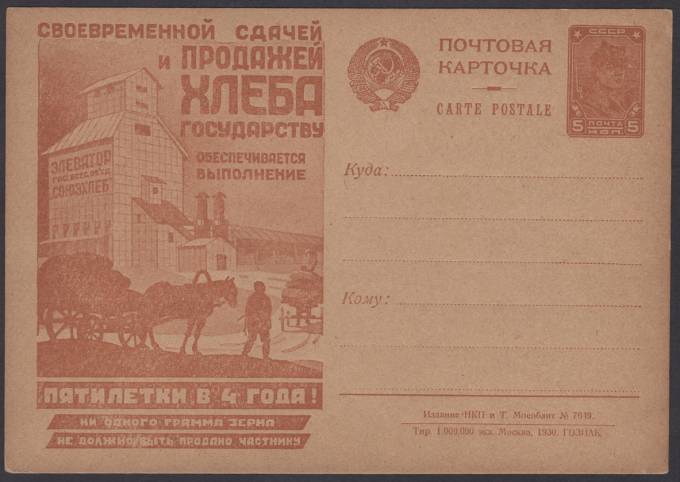 СВОЕВРЕМЕННОЙ СДАЧЕЙ
И ПРОДАЖЕЙ
ХЛЕБА
ГОСУДАРСТВУ
ОБЕСПЕЧИВАЕТСЯ
ВЫПОЛНЕНИЕ
ЭЛЕВАТОР
СОЮЗХЛЕБ
ПЯТИЛЕТКИ В 4 ГОДА!
НИ ОДНОГО ГРАММА ЗЕРНА
НЕ ДОЛЖНО БЫТЬ ПРОДАНО ЧАСТНИКУ
ПОЧТОВАЯ
КАРТОЧКА
CARTE POSTALE
СССР
5 ПОЧТА 5
КОП.
Куда:
Кому:
Издание НКП и Т. Мособлит № 7649.
Тир. 1.000.000 экз. Москва, 1930. ГОЗНАК.